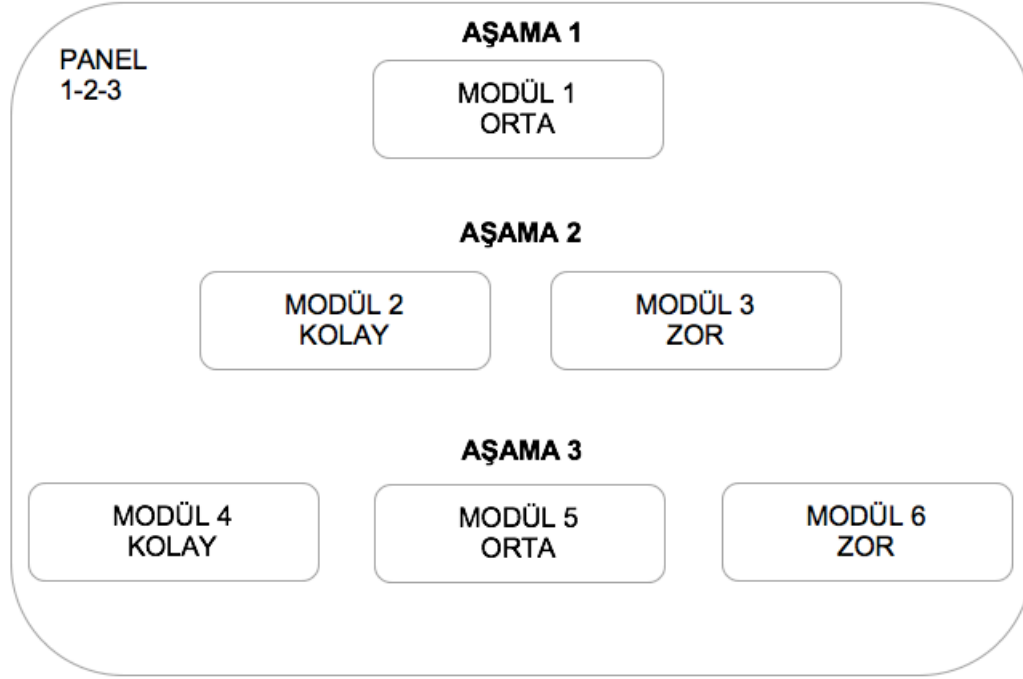 AŞAMA 1
PANEL
1-2-3
MODÜL 1
ORTA
AŞAMA 2
MODÜL 2
KOLAY
MODÜL 3
ZOR
AŞAMA 3
MODÜL 4
KOLAY
MODÜL 5
ORTA
MODÜL 6
ZOR